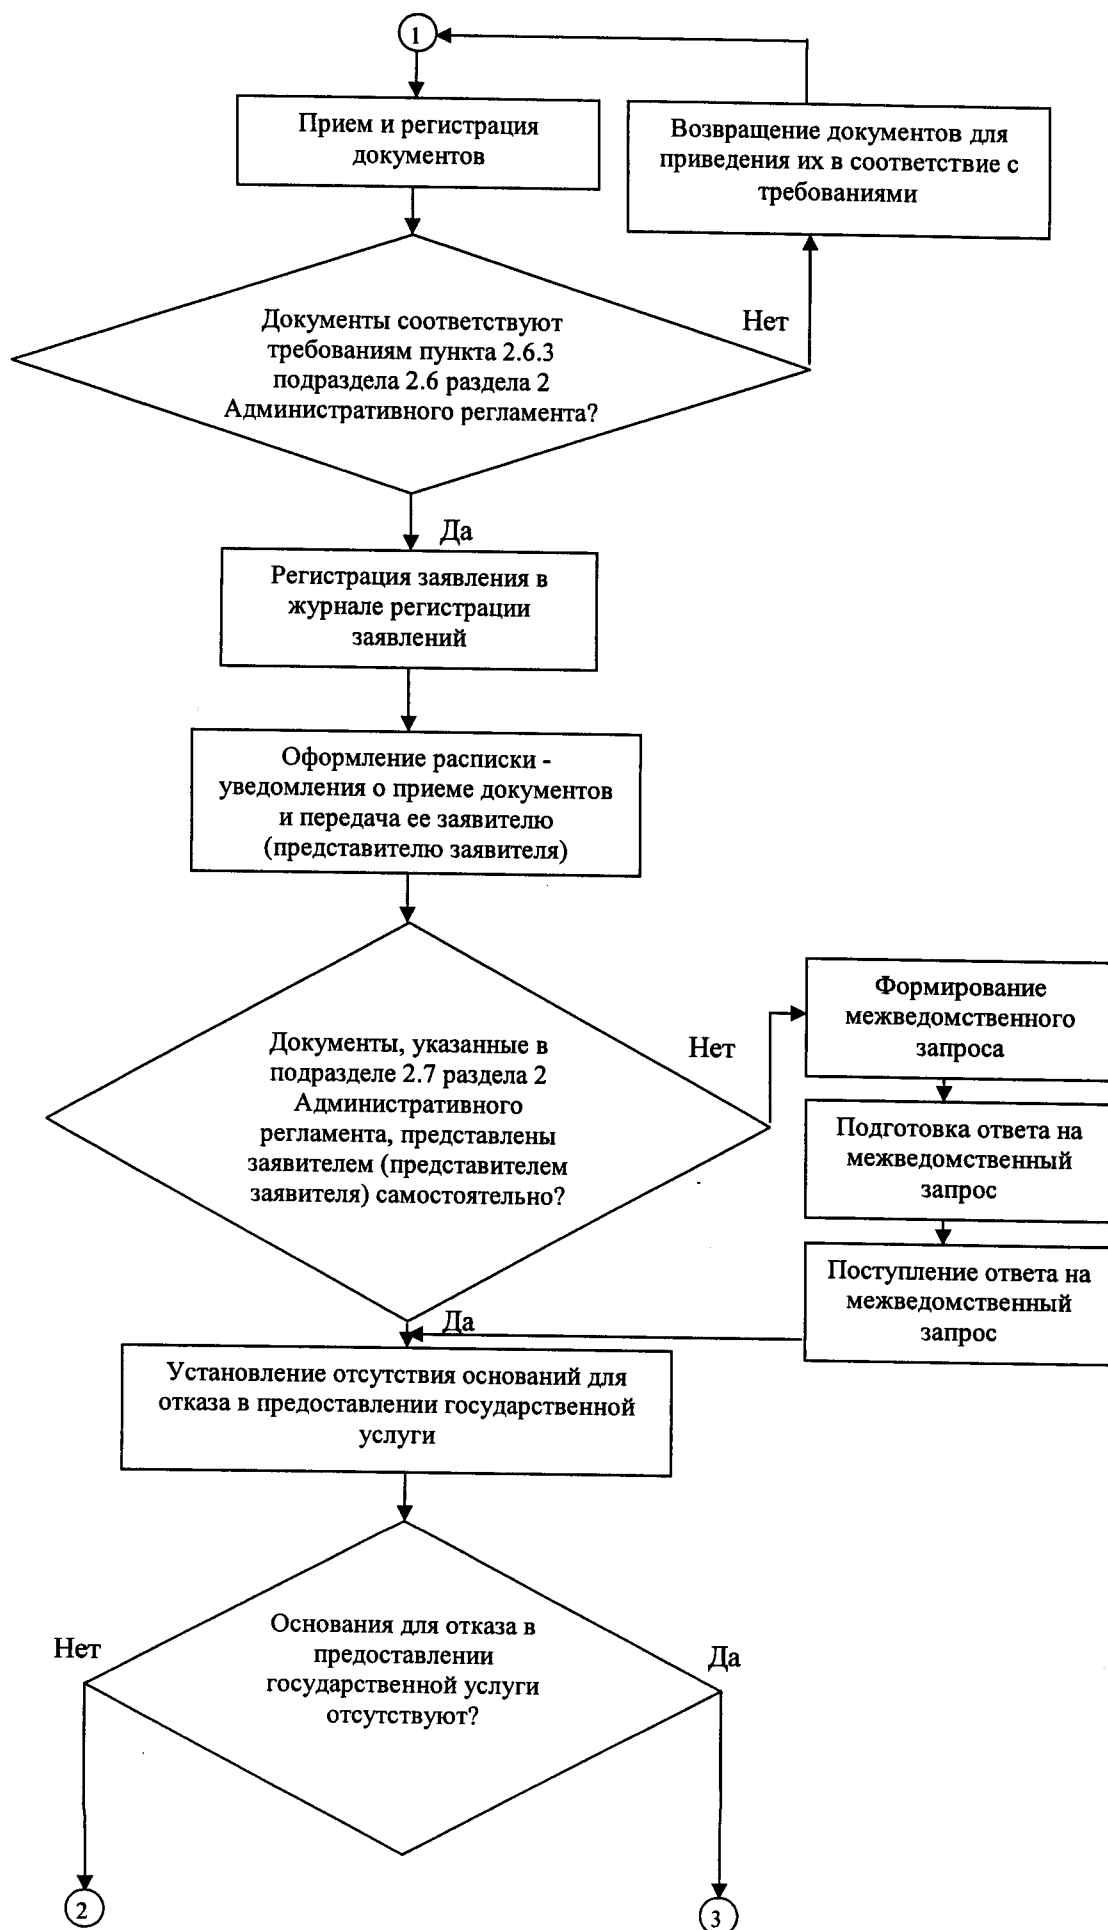 1
Прием и регистрация
документов
Возвращение документов для
приведения их в соответствие с
требованиями
Документы соответствуют
требованиям пункта 2.6.3
подраздела 2.6 раздела 2
Административного регламента?
Нет
Да
Регистрация заявления в
журнале регистрации
заявлений
Оформление расписки -
уведомления о приеме документов
и передача ее заявителю
(представителю заявителя)
Документы, указанные в
подразделе 2.7 раздела 2
Административного
регламента, представлены
заявителем (представителем
заявителя) самостоятельно?
Нет
Формирование
межведомственного
запроса
Подготовка ответа на
межведомственный
запрос
Поступление ответа на
межведомственный
запрос
Да
Установление отсутствия оснований для
отказа в предоставлении государственной
услуги
Основания для отказа в
предоставлении
государственной услуги
отсутствуют?
Нет
Да
2
3